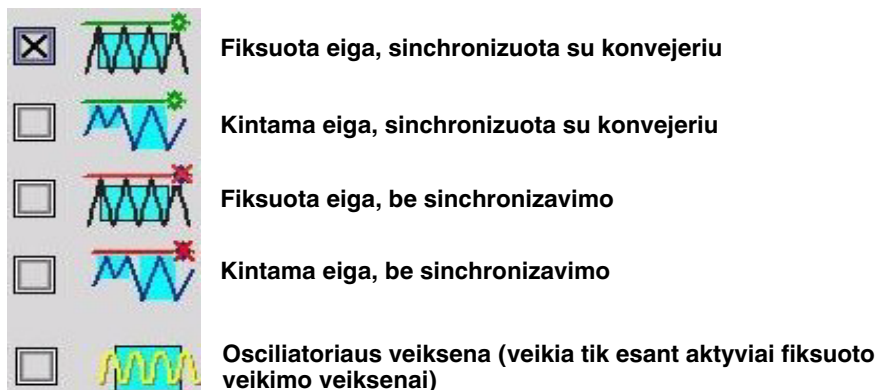 Fiksuota eiga, sinchronizuota su konvejeriu
Kintama eiga, sinchronizuota su konvejeriu
Fiksuota eiga, be sinchronizavimo
Kintama eiga, be sinchronizavimo
Osciliatoriaus veiksena (veikia tik esant aktyviai fiksuoto
veikimo veiksenai)